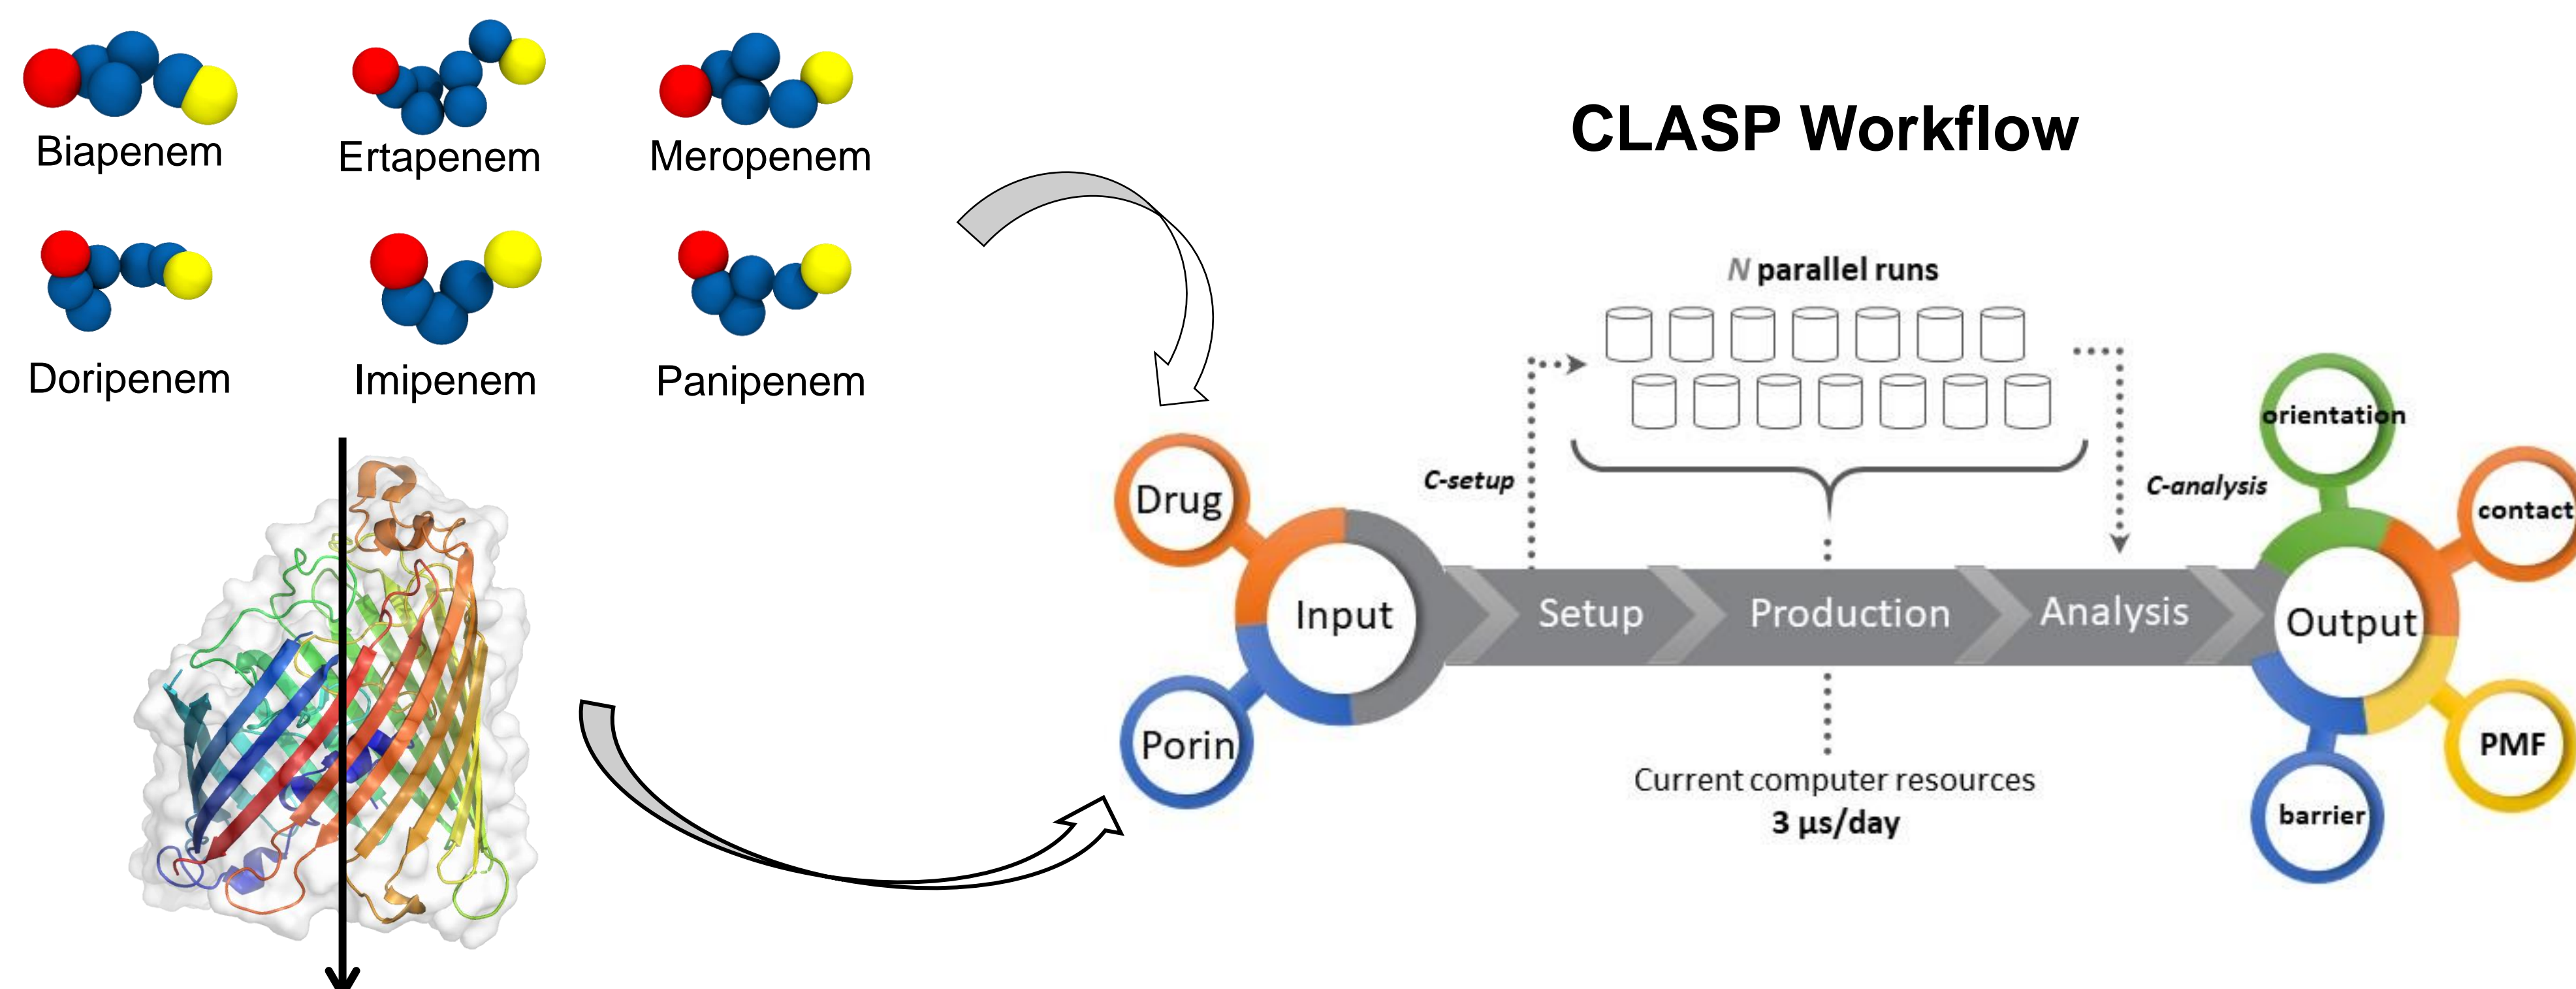 Biapenem
Ertapenem
Meropenem
Doripenem
Imipenem
Panipenem
CLASP Workflow
N parallel runs
C-setup
C-analysis
Drug
Porin
Input
Setup
Production
Analysis
Output
orientation
contact
PMF
barrier
Current computer resources
3 µs/day